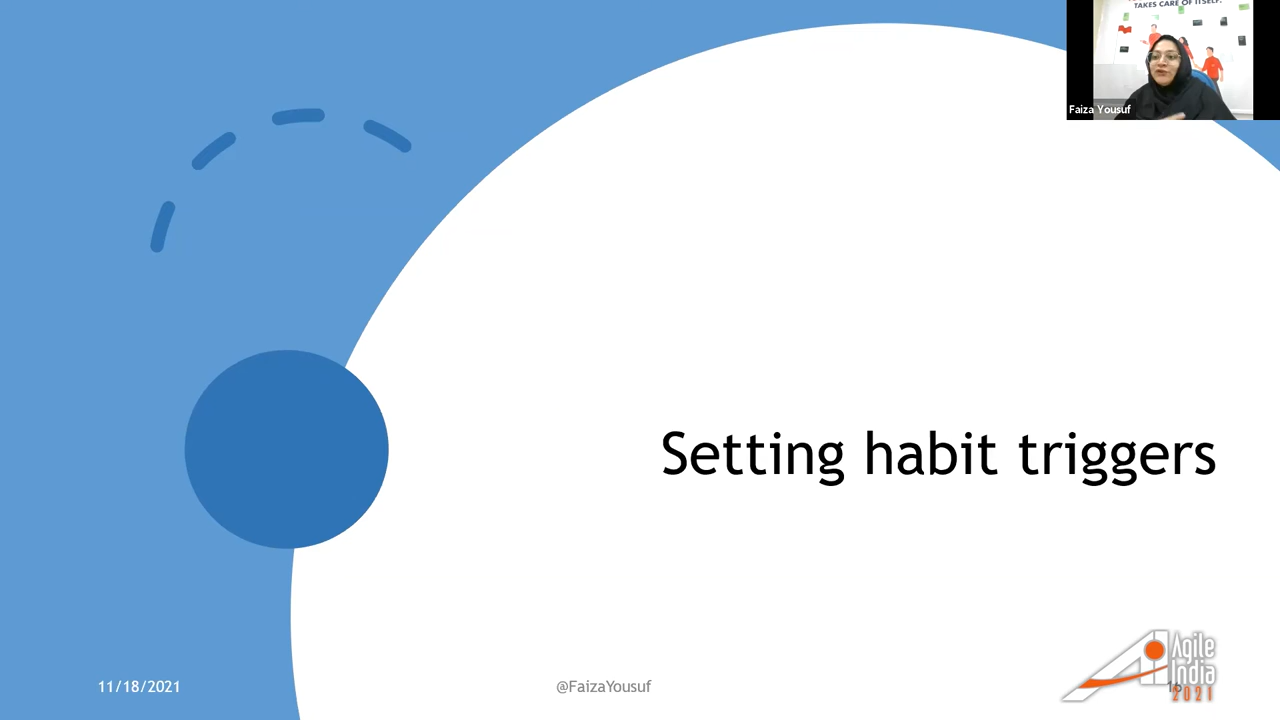 TAKES CARE OF ITSELF.
Faiza Yousuf
Setting habit triggers
11/18/2021
@FaizaYousuf
Agile
India
2021